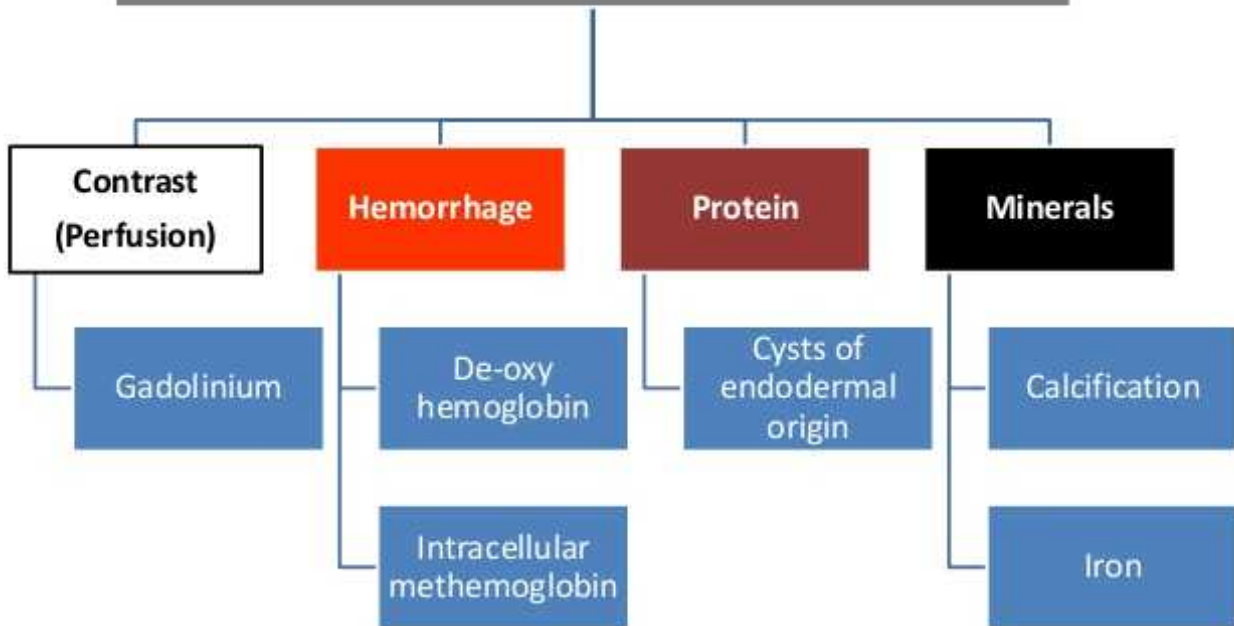 Contrast
(Perfusion)
Hemorrhage
Protein
Minerals
Gadolinium
De-oxy
hemoglobin
Cysts of
endodermal
origin
Calcification
Intracellular
methemoglobin
Iron